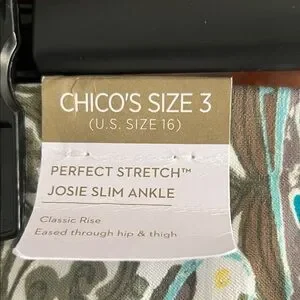 CHICO'S SIZE 3
(U.S. SIZE 16)
PERFECT STRETCH™
JOSIE SLIM ANKLE
Classic Rise
Eased through hip & thigh